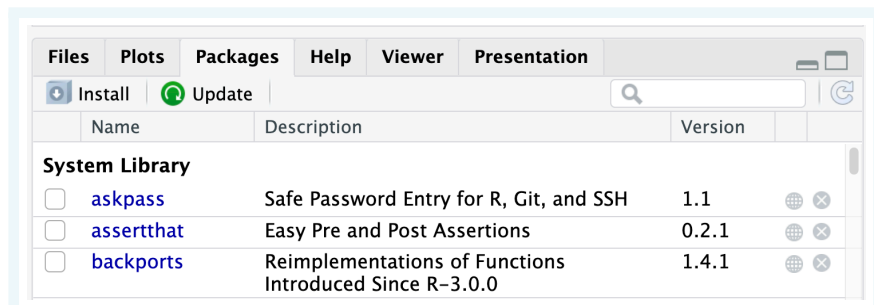 Files Plots Packages Help Viewer Presentation
Install Update
Name Description Version
System Library
askpass Safe Password Entry for R, Git, and SSH 1.1
assertthat Easy Pre and Post Assertions 0.2.1
backports Reimplementations of Functions 1.4.1
Introduced Since R-3.0.0